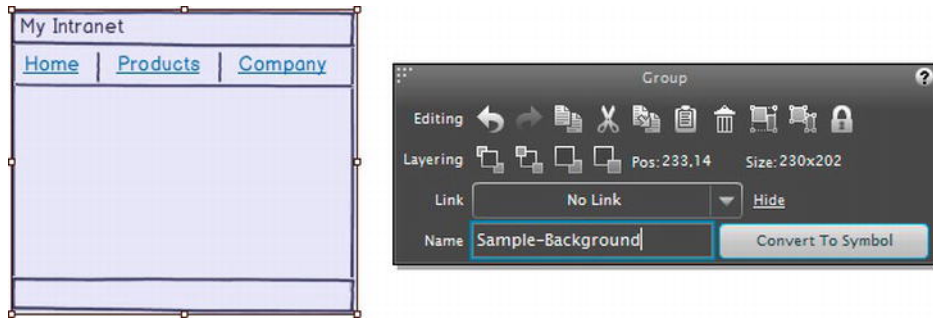 My Intranet
Home | Products | Company
Group
?
Editing
Layering Pos: 233,14 Size: 230x202
Link No Link Hide
Name Sample-Background Convert To Symbol